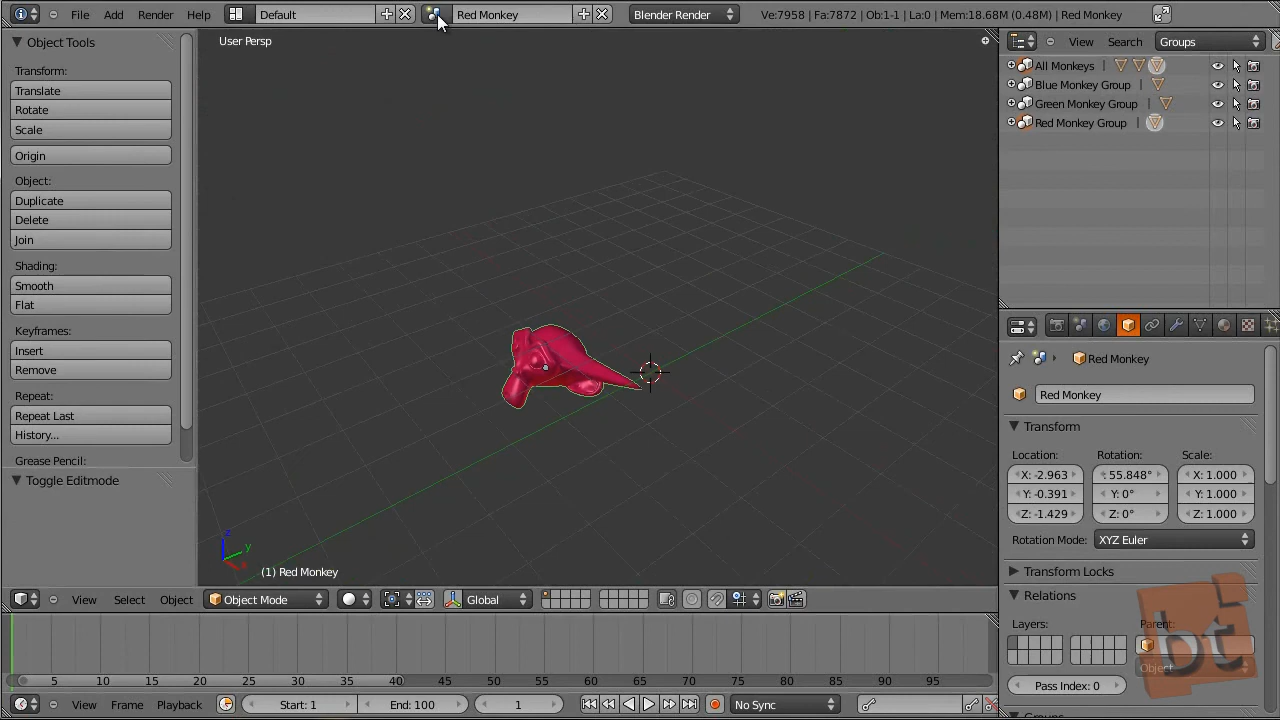 File Add Render Help Default Red Monkey Blender Render Ve:7958 | Fa:7872 | Ob:1-1 | La:0 | Mem:18.68M (0.48M) | Red Monkey
Object Tools
Transform:
Translate
Rotate
Scale
Origin
Object:
Duplicate
Delete
Join
Shading:
Smooth
Flat
Keyframes:
Insert
Remove
Repeat:
Repeat Last
History...
Grease Pencil:
Toggle Editmode
User Persp
z
y
x
(1) Red Monkey
View Select Object Object Mode Global
5 10 15 20 25 30 35 40 45 50 55 60 65 70 75 80 85 90 95
View Frame Playback Start: 1 End: 100 1 No Sync
View Search Groups
All Monkeys
Blue Monkey Group
Green Monkey Group
Red Monkey Group
Red Monkey
Red Monkey
Transform
Location: Rotation: Scale:
X: -2.963 55.848° X: 1.000
Y: -0.391 Y: 0° Y: 1.000
Z: -1.429 Z: 0° Z: 1.000
Rotation Mode: XYZ Euler
Transform Locks
Relations
Layers: Parent:
Object
Pass Index: 0
Groups
bt